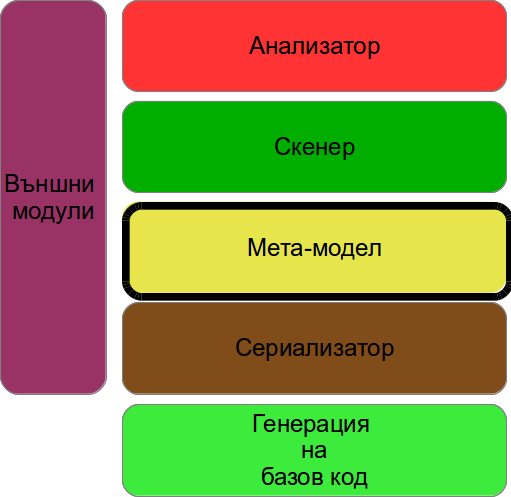 Външни
модули
Анализатор
Скенер
Мета-модел
Сериализатор
Генерация
на
базов код